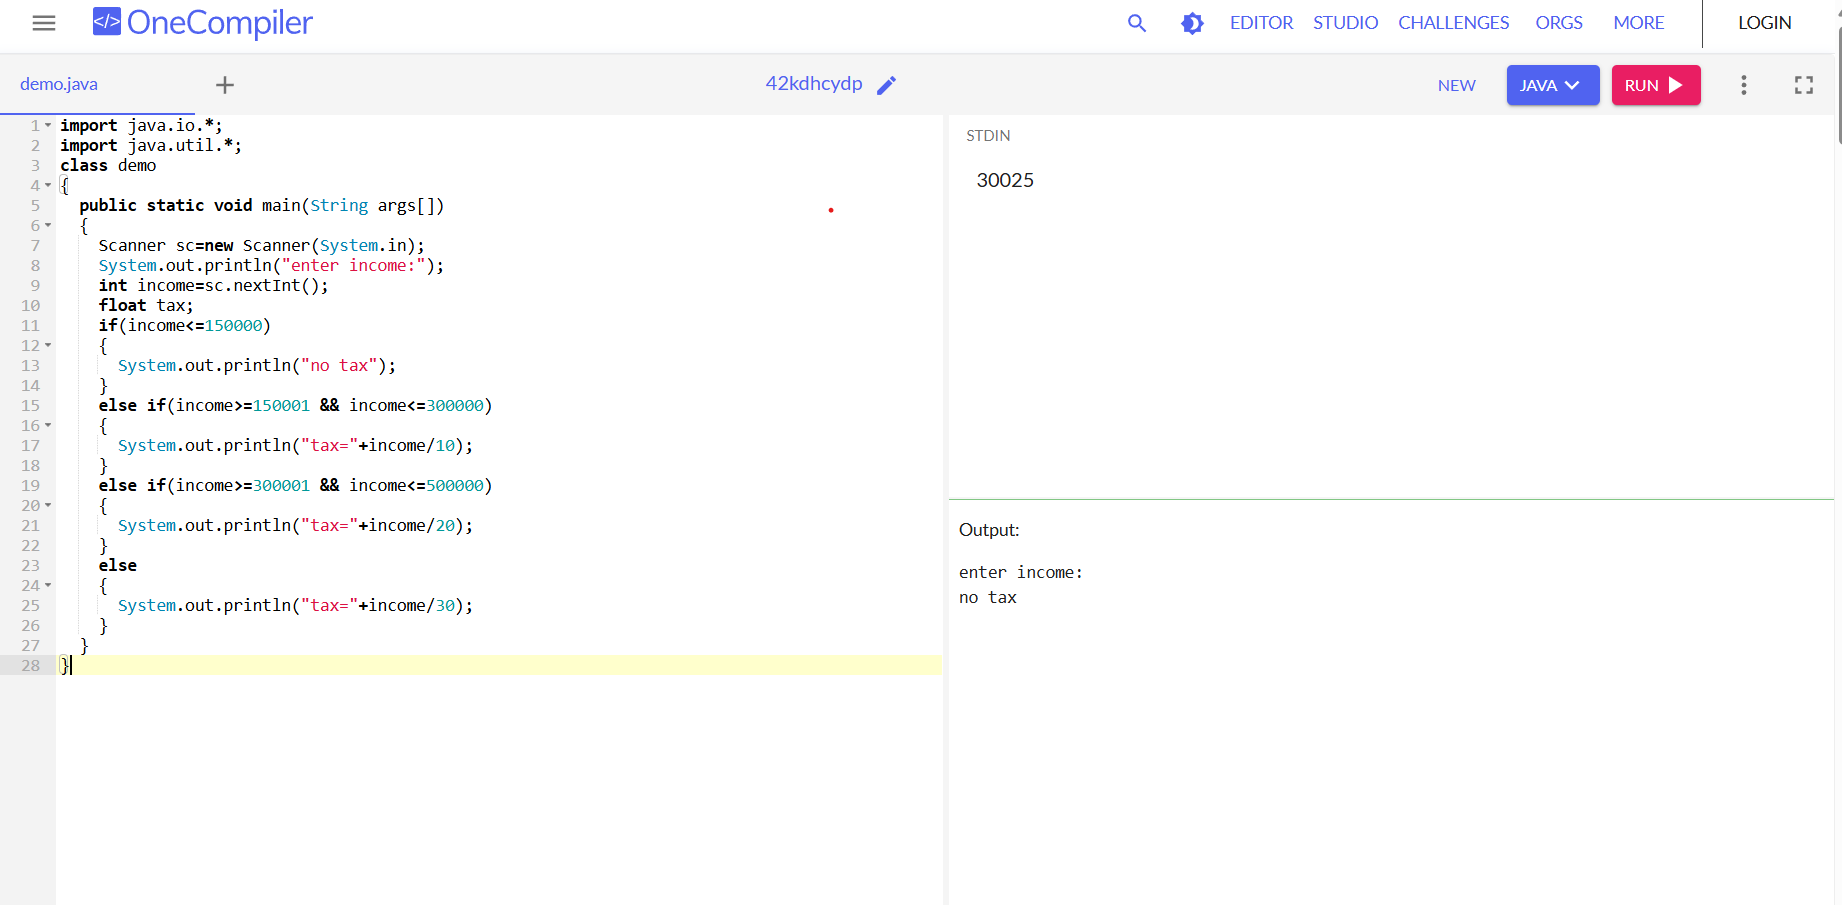 </> OneCompiler
EDITOR STUDIO CHALLENGES ORGS MORE LOGIN
demo.java + 42kdhcydp NEW JAVA RUN
1 import java.io.*;
2 import java.util.*;
3 class demo
4 {
5   public static void main(String args[])
6   {
7     Scanner sc=new Scanner(System.in);
8     System.out.println("enter income:");
9     int income=sc.nextInt();
10     float tax;
11     if(income<=150000)
12     {
13       System.out.println("no tax");
14     }
15     else if(income>=150001 && income<=300000)
16     {
17       System.out.println("tax="+income/10);
18     }
19     else if(income>=300001 && income<=500000)
20     {
21       System.out.println("tax="+income/20);
22     }
23     else
24     {
25       System.out.println("tax="+income/30);
26     }
27   }
28 }
STDIN
30025
Output:
enter income:
no tax